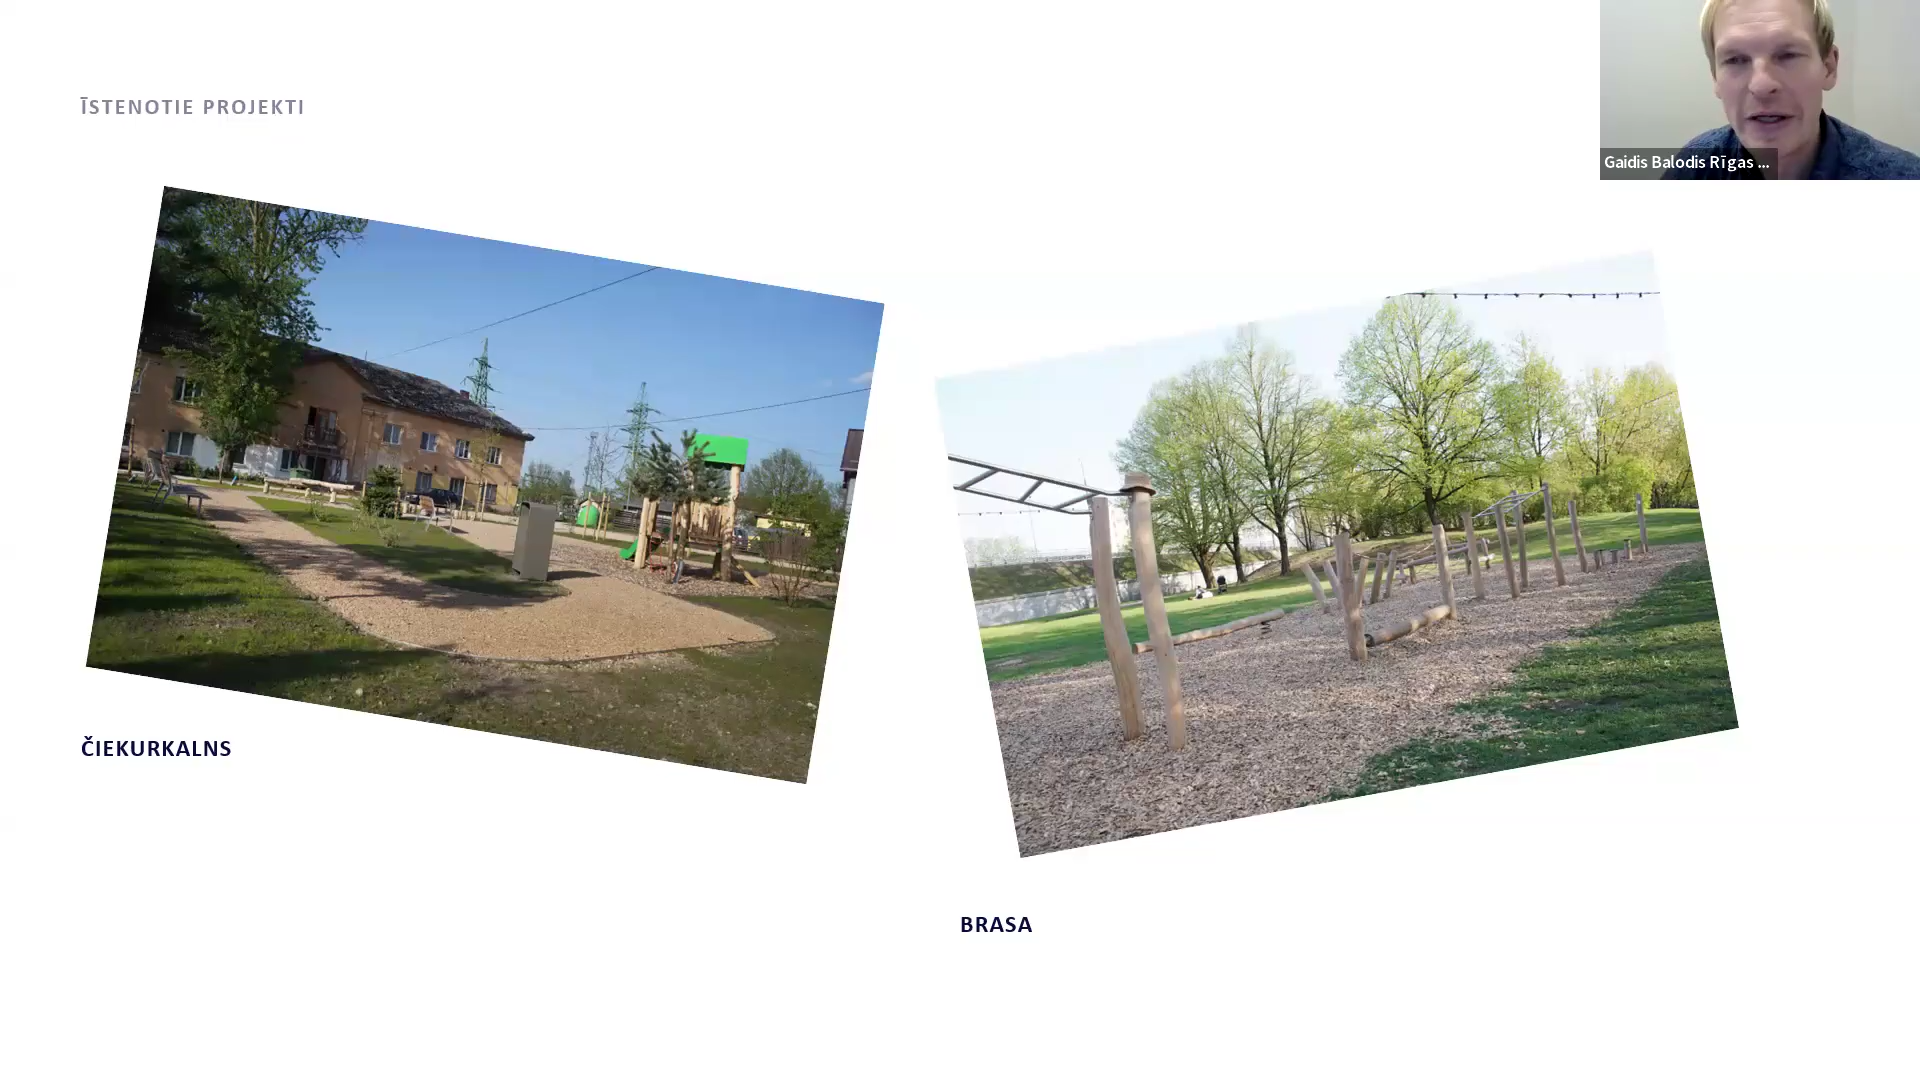 ĪSTENOTIE PROJEKTI
Gaidis Balodis Rīgas ...
ČIEKURKALNS
BRASA